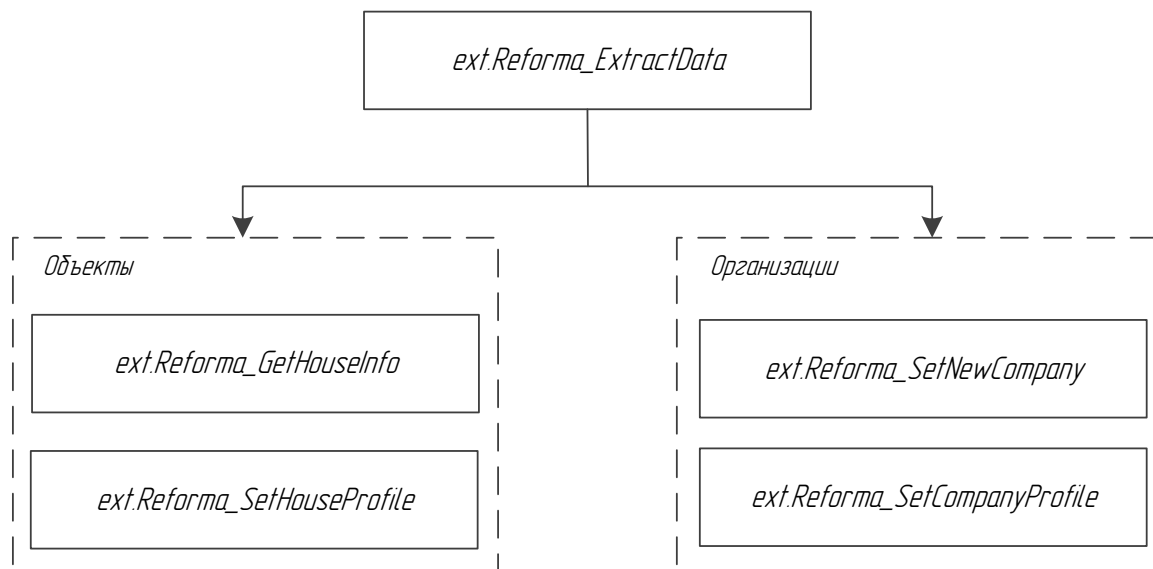 ext.Reforma_ExtractData
Объекты
ext.Reforma_GetHouseInfo
ext.Reforma_SetHouseProfile
Организации
ext.Reforma_SetNewCompany
ext.Reforma_SetCompanyProfile